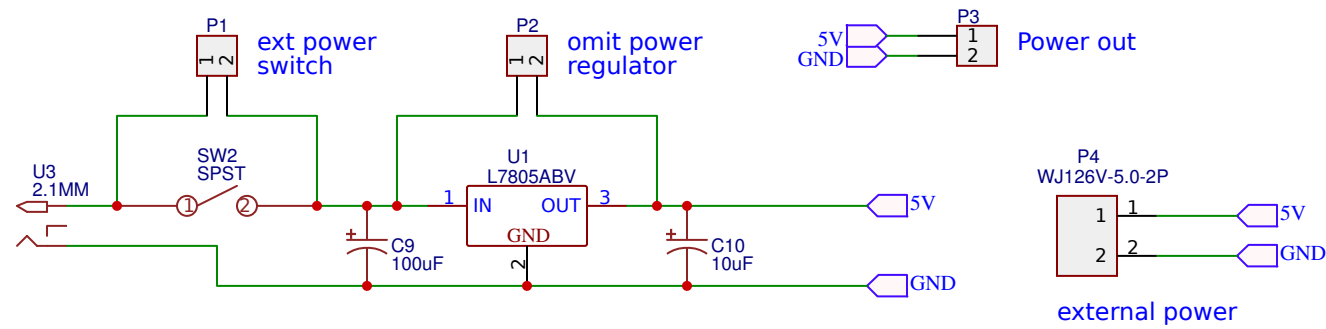 P1
1 2
ext power
switch
P2
1 2
omit power
regulator
P3
5V
GND
1
2
Power out
U3
2.1MM
SW2
SPST
1
2
U1
L7805ABV
1
IN
OUT
3
GND
2
+
C9
100uF
+
C10
10uF
5V
GND
P4
WJ126V-5.0-2P
1
1
5V
2
2
GND
external power